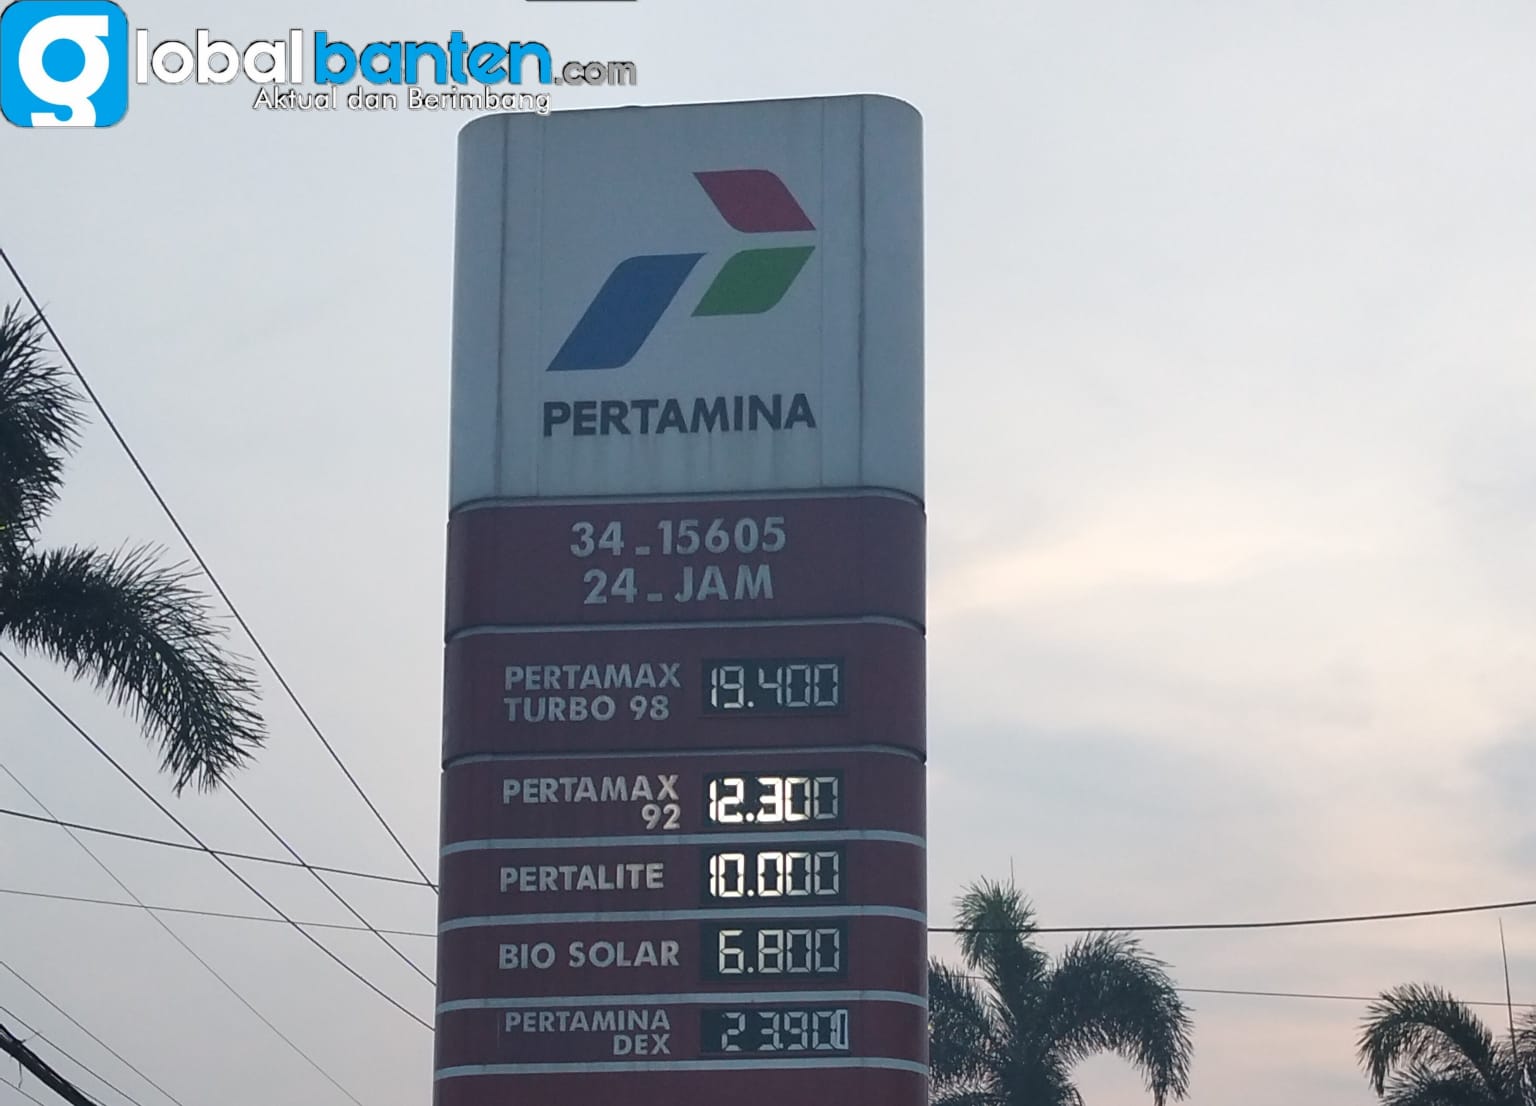 globalbanten.com
Aktual dan Berimbang
PERTAMINA
34-15605
24-JAM
PERTAMAX TURBO 98 19.400
PERTAMAX 92 12.300
PERTALITE 10.000
BIO SOLAR 6.800
PERTAMINA DEX 23.900